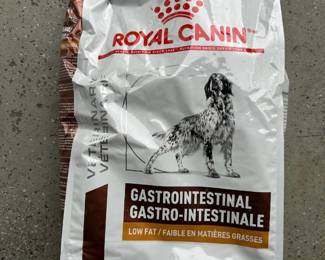 ROYAL CANIN
VETERINARY
VÉTÉRINAIRE
GASTROINTESTINAL
GASTRO-INTESTINALE
LOW FAT / FAIBLE EN MATIÈRES GRASSES